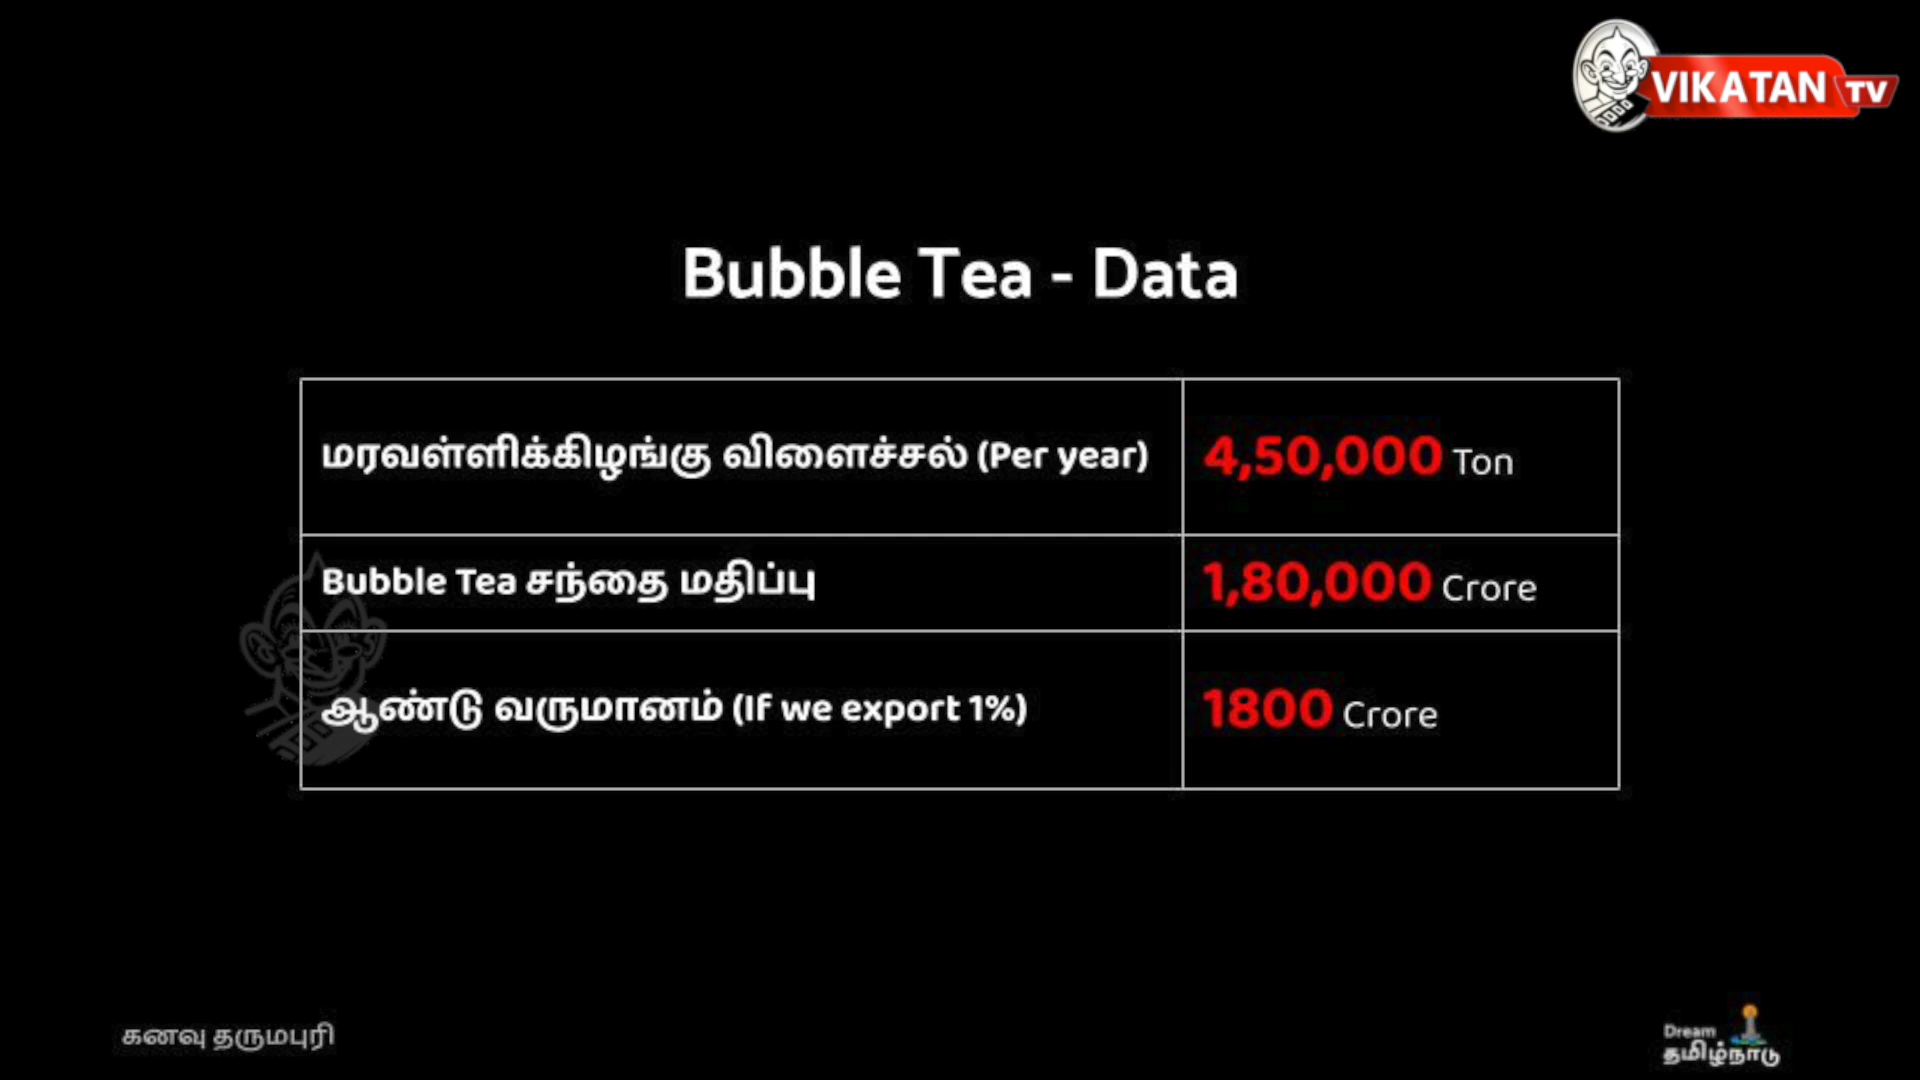 VIKATAN TV
Bubble Tea - Data
மரவள்ளிக்கிழங்கு விளைச்சல் (Per year) 4,50,000 Ton
Bubble Tea சந்தை மதிப்பு 1,80,000 Crore
ஆண்டு வருமானம் (If we export 1%) 1800 Crore
கனவு தருமபுரி
Dream
தமிழ்நாடு